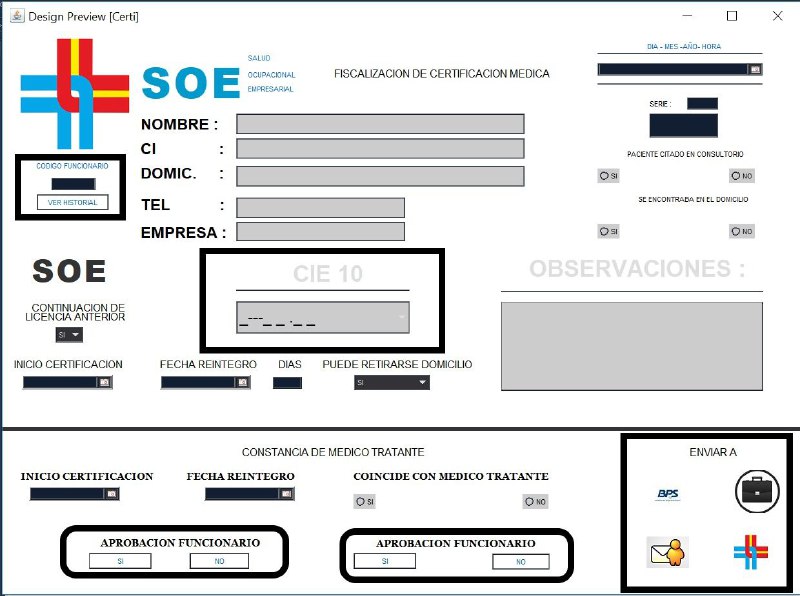 Design Preview [Certi]
SOE
SALUD
OCUPACIONAL
EMPRESARIAL
FISCALIZACION DE CERTIFICACION MEDICA
DIA - MES -AÑO- HORA
SERIE :
NOMBRE :
CI :
DOMIC. :
TEL :
EMPRESA :
CODIGO FUNCIONARIO
VER HISTORIAL
PACIENTE CITADO EN CONSULTORIO
SI NO
SE ENCONTRABA EN EL DOMICILIO
SI NO
SOE
CONTINUACION DE
LICENCIA ANTERIOR
SI
CIE 10
_---_ _ ._ _
OBSERVACIONES :
INICIO CERTIFICACION FECHA REINTEGRO DIAS PUEDE RETIRARSE DOMICILIO
SI
CONSTANCIA DE MEDICO TRATANTE
INICIO CERTIFICACION FECHA REINTEGRO COINCIDE CON MEDICO TRATANTE
SI NO
APROBACION FUNCIONARIO
SI NO
APROBACION FUNCIONARIO
SI NO
ENVIAR A
BPS